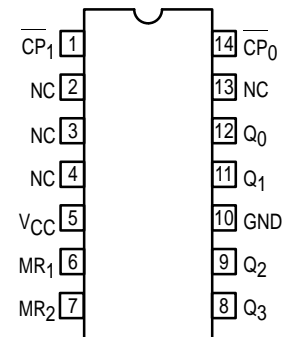 CP1 1 14 CP0
NC 2 13 NC
NC 3 12 Q0
NC 4 11 Q1
VCC 5 10 GND
MR1 6 9 Q2
MR2 7 8 Q3